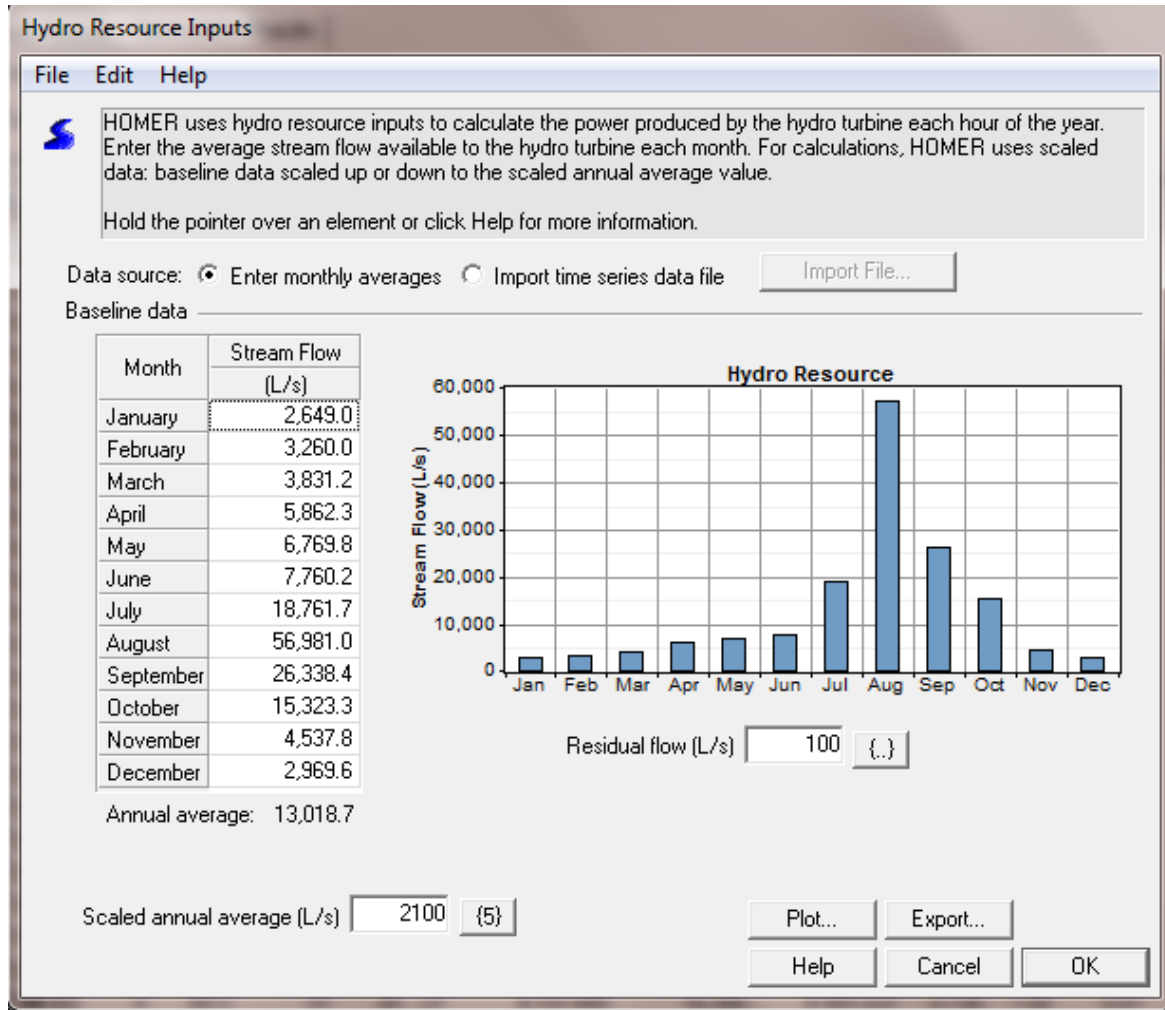 Hydro Resource Inputs
File Edit Help
HOMER uses hydro resource inputs to calculate the power produced by the hydro turbine each hour of the year.
Enter the average stream flow available to the hydro turbine each month. For calculations, HOMER uses scaled
data: baseline data scaled up or down to the scaled annual average value.
Hold the pointer over an element or click Help for more information.
Data source: Enter monthly averages Import time series data file Import File...
Baseline data
Month Stream Flow
(L/s)
January 2,649.0
February 3,260.0
March 3,831.2
April 5,862.3
May 6,769.8
June 7,760.2
July 18,761.7
August 56,981.0
September 26,338.4
October 15,323.3
November 4,537.8
December 2,969.6
Annual average: 13,018.7
Hydro Resource
Stream Flow (L/s)
60,000
50,000
40,000
30,000
20,000
10,000
0
Jan Feb Mar Apr May Jun Jul Aug Sep Oct Nov Dec
Residual flow (L/s) 100 {..}
Scaled annual average (L/s) 2100 {5}
Plot... Export...
Help Cancel OK